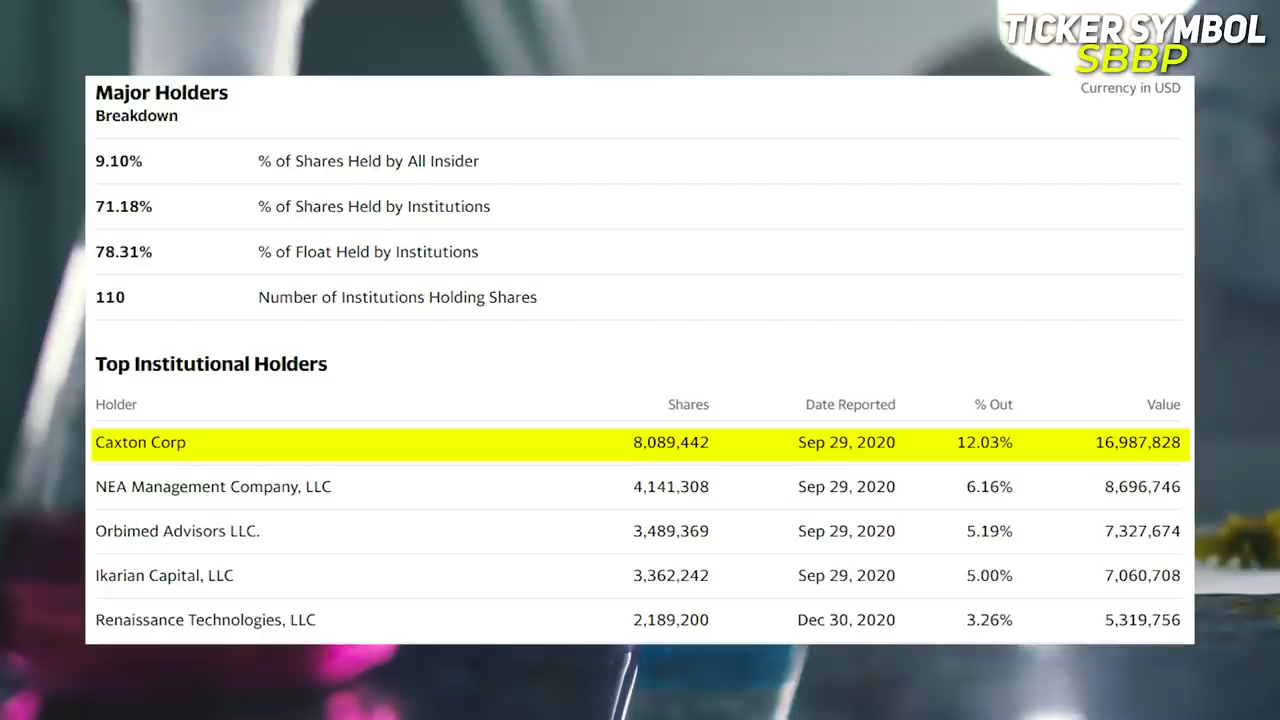 TICKER SYMBOL
SBBP
Major Holders
Currency in USD
Breakdown
9.10% % of Shares Held by All Insider
71.18% % of Shares Held by Institutions
78.31% % of Float Held by Institutions
110 Number of Institutions Holding Shares
Top Institutional Holders
Holder Shares Date Reported % Out Value
Caxton Corp 8,089,442 Sep 29, 2020 12.03% 16,987,828
NEA Management Company, LLC 4,141,308 Sep 29, 2020 6.16% 8,696,746
Orbimed Advisors LLC. 3,489,369 Sep 29, 2020 5.19% 7,327,674
Ikarian Capital, LLC 3,362,242 Sep 29, 2020 5.00% 7,060,708
Renaissance Technologies, LLC 2,189,200 Dec 30, 2020 3.26% 5,319,756